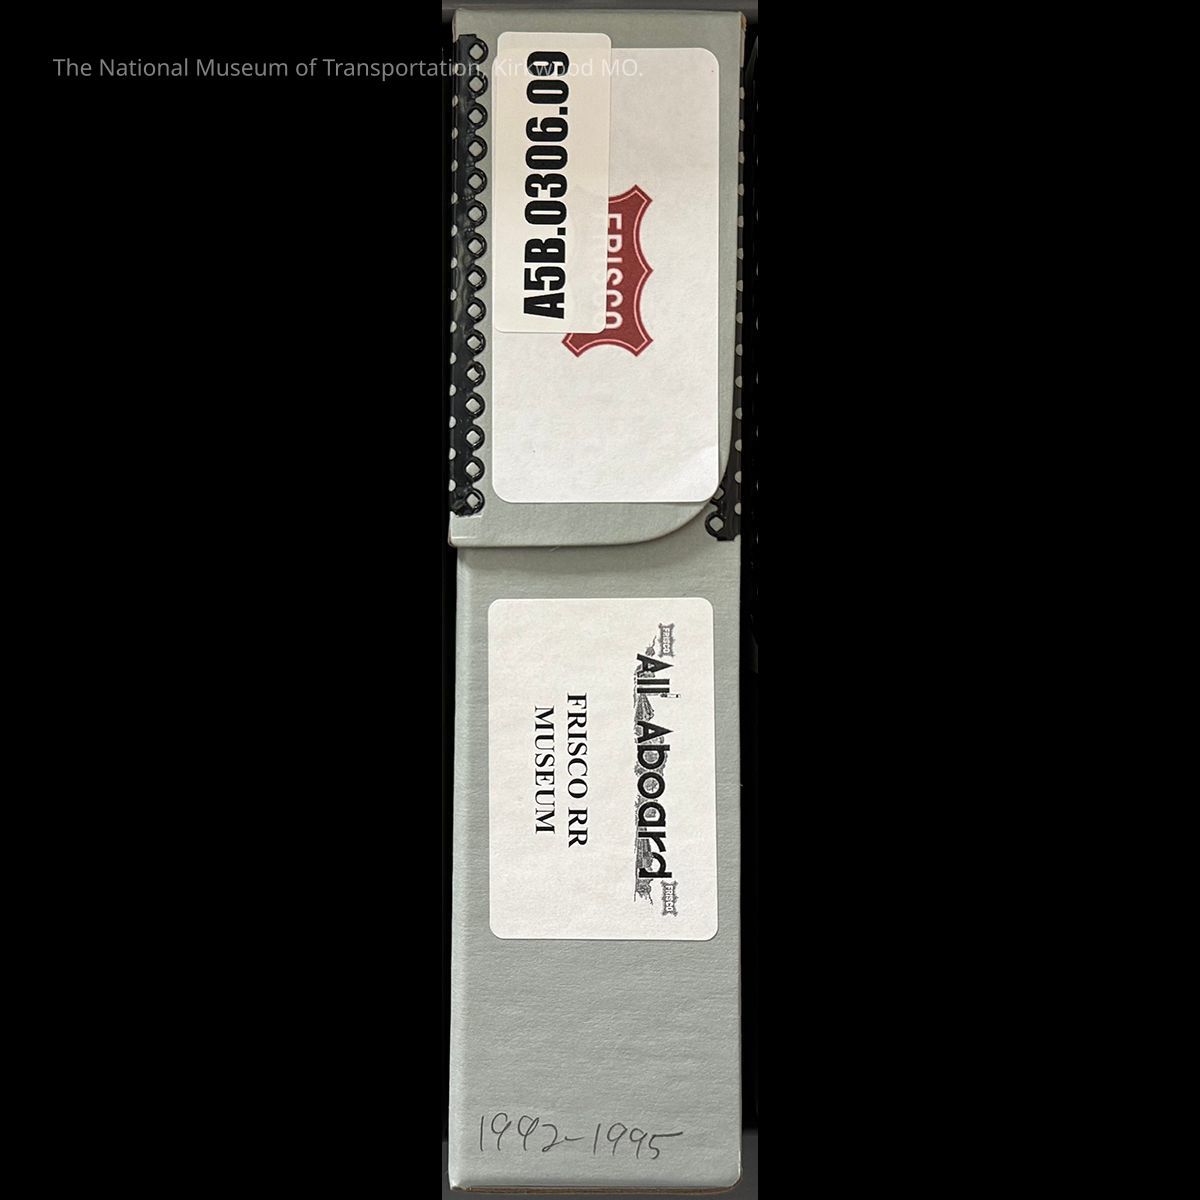 The National Museum of Transportation, Kirkwood MO.
A5B.0306.09
FRISCO
FRISCO
All Aboard
FRISCO
FRISCO RR
MUSEUM
1992-1995